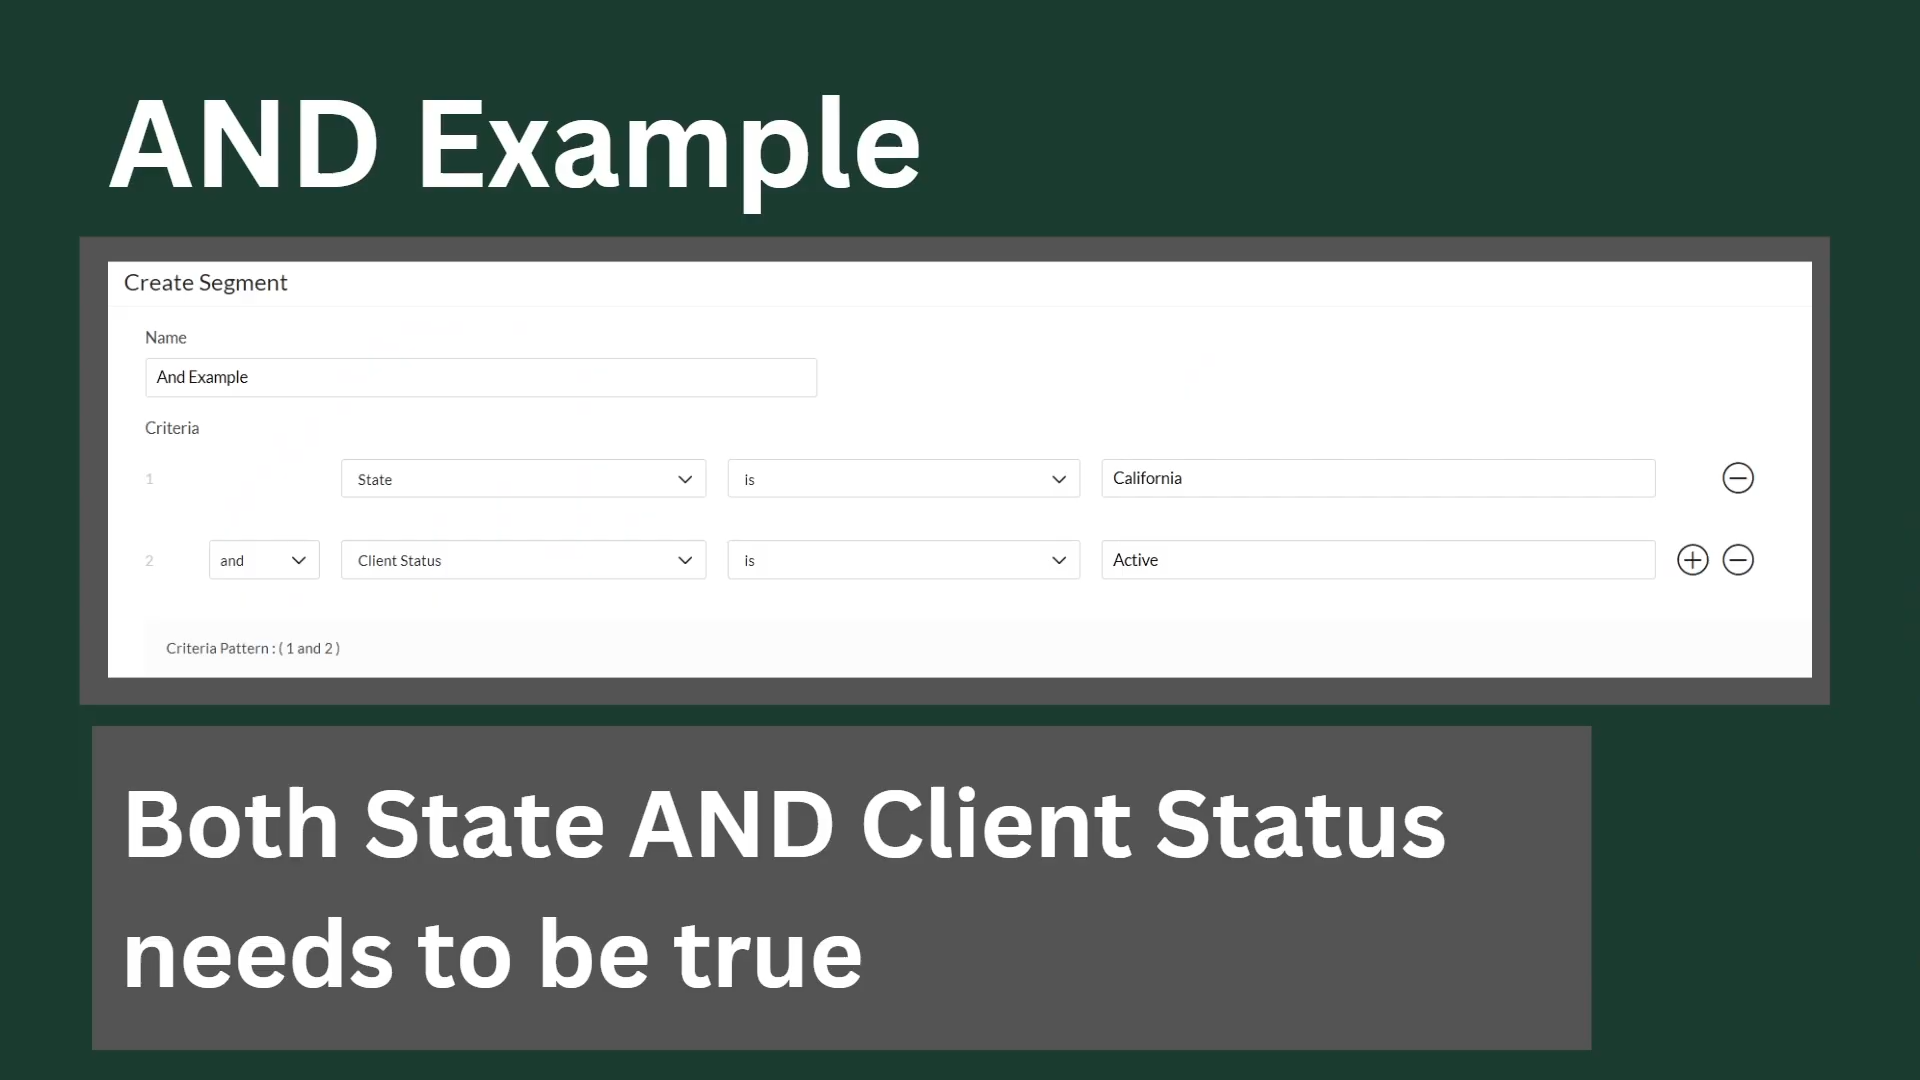 AND Example
Create Segment
Name
And Example
Criteria
1 State is California
2 and Client Status is Active
Criteria Pattern : ( 1 and 2 )
Both State AND Client Status
needs to be true